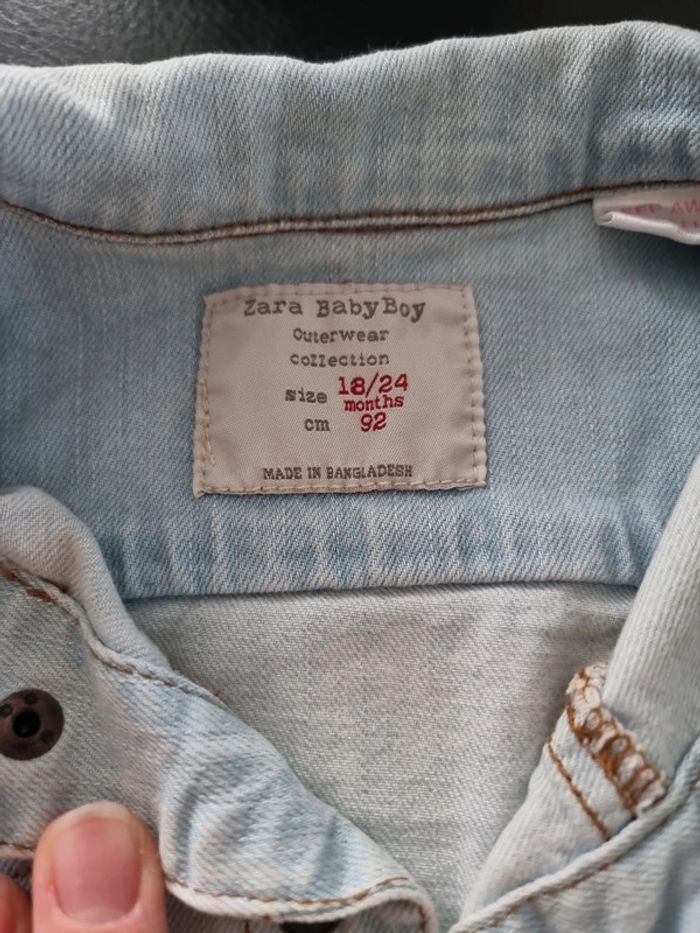 Zara BabyBoy
Outerwear
collection
size 18/24
months
cm 92
MADE IN BANGLADESH